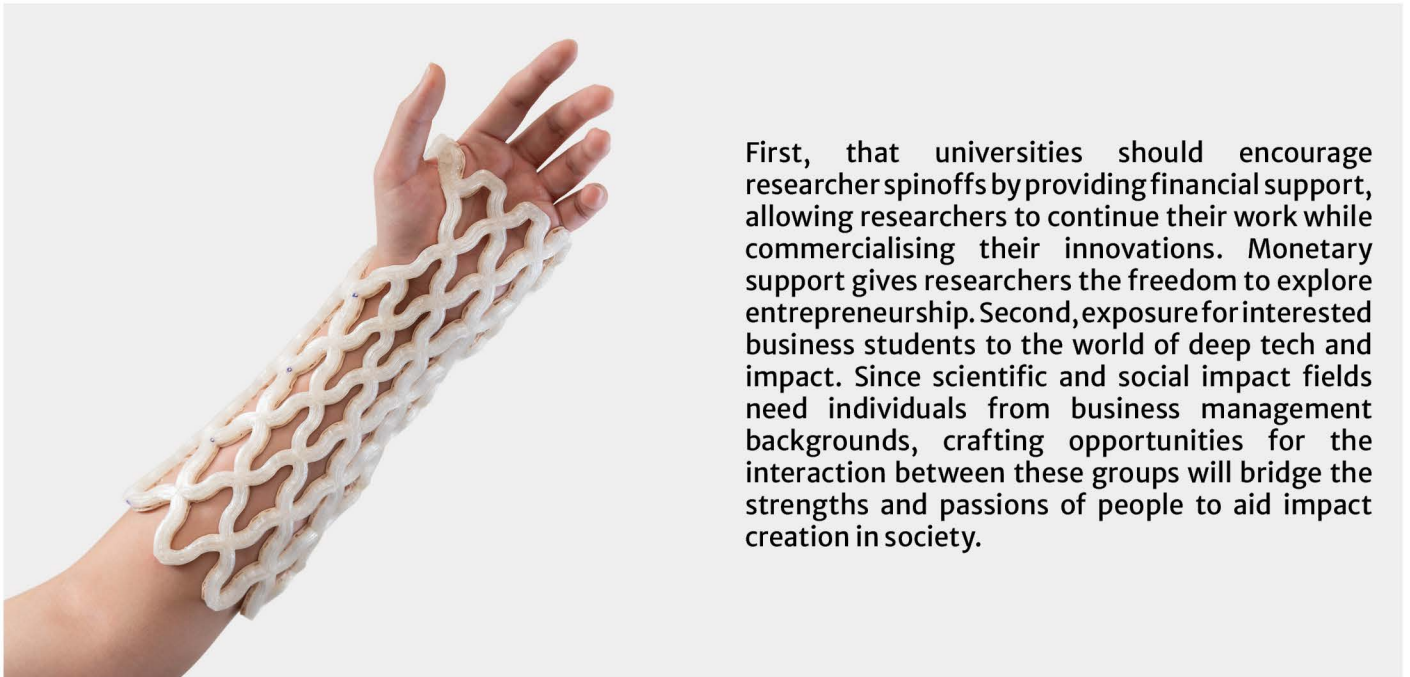 First, that universities should encourage
researcher spinoffs by providing financial support,
allowing researchers to continue their work while
commercialising their innovations. Monetary
support gives researchers the freedom to explore
entrepreneurship. Second, exposure for interested
business students to the world of deep tech and
impact. Since scientific and social impact fields
need individuals from business management
backgrounds, crafting opportunities for the
interaction between these groups will bridge the
strengths and passions of people to aid impact
creation in society.